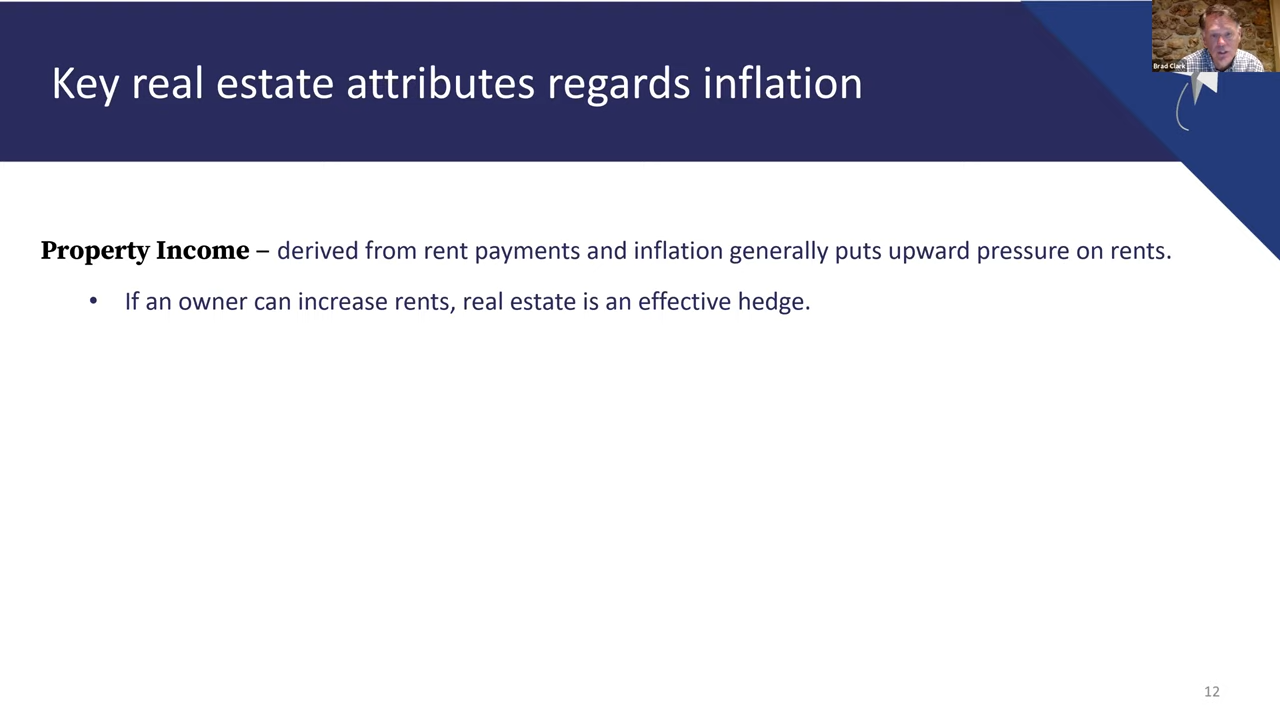 Key real estate attributes regards inflation
Brad Clark
Property Income – derived from rent payments and inflation generally puts upward pressure on rents.
• If an owner can increase rents, real estate is an effective hedge.
12